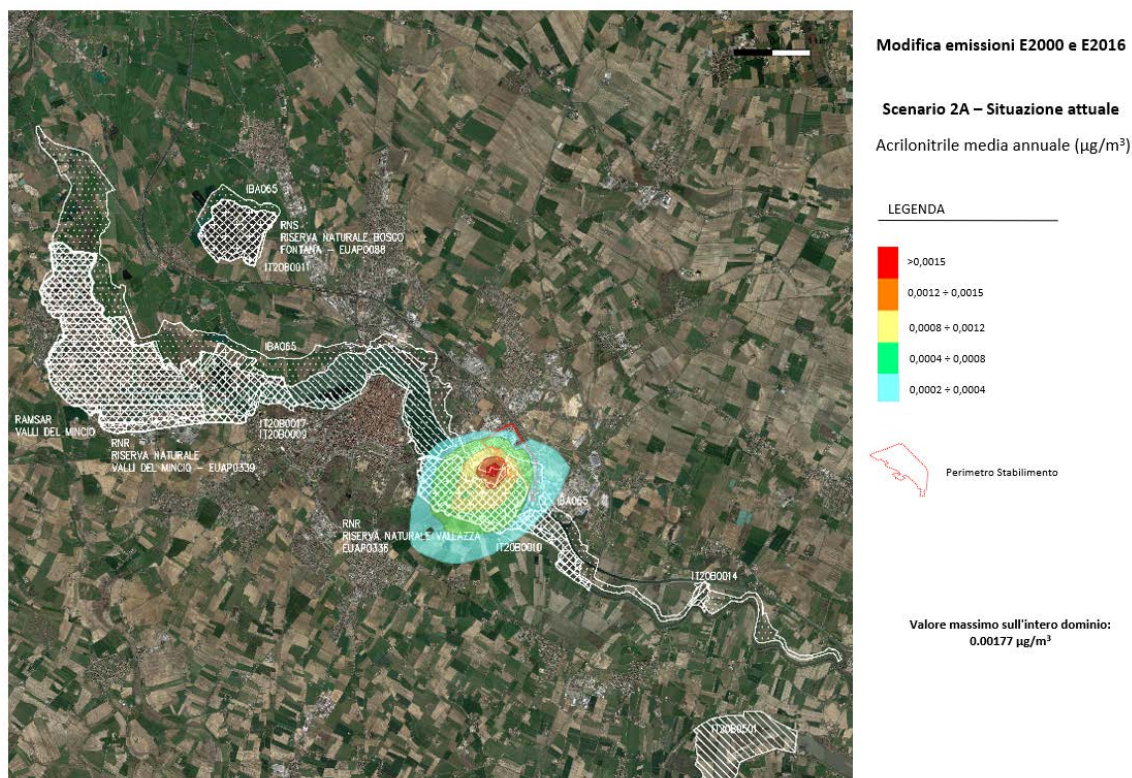 Modifica emissioni E2000 e E2016
Scenario 2A – Situazione attuale
Acrilonitrile media annuale (µg/m³)
LEGENDA
>0,0015
0,0012 ÷ 0,0015
0,0008 ÷ 0,0012
0,0004 ÷ 0,0008
0,0002 ÷ 0,0004
Perimetro Stabilimento
Valore massimo sull'intero dominio:
0.00177 µg/m³
IBA065
RNS
RISERVA NATURALE BOSCO
FONTANA – EUAP0088
IT20B0011
IBA065
RAMSAR
VALLI DEL MINCIO
RNR
RISERVA NATURALE
VALLI DEL MINCIO – EUAP0339
IT20B0017
IT20B0009
IBA065
RNR
RISERVA NATURALE VALLAZZA
EUAP0336
IT20B0010
IT20B0014
IT20B0501